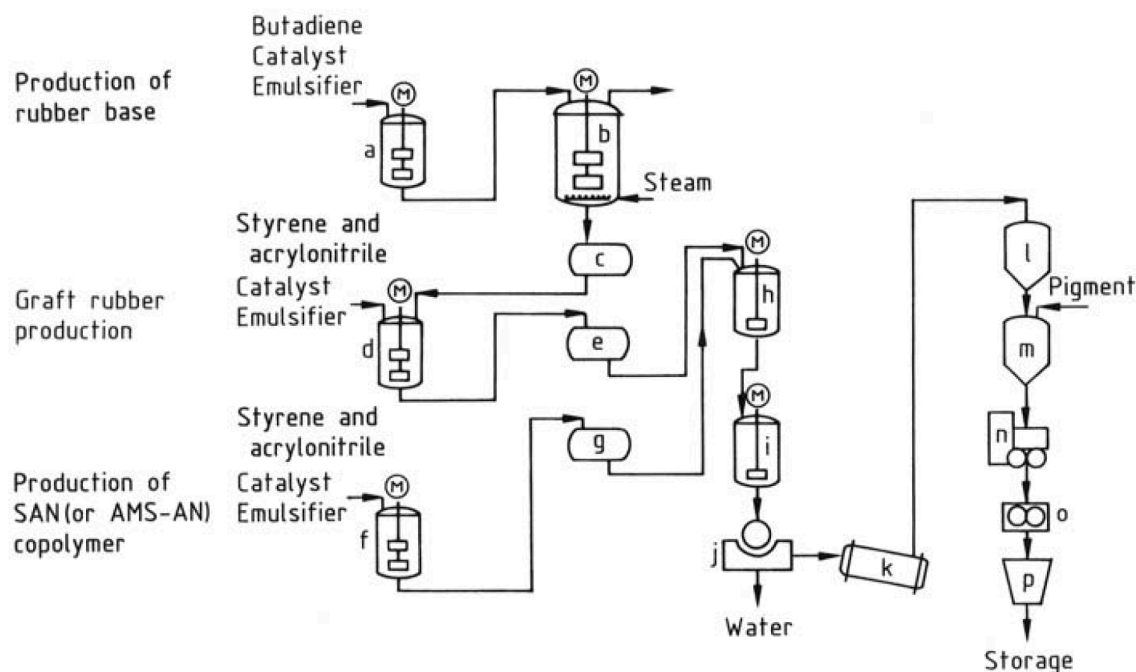 Butadiene
Catalyst
Emulsifier
Production of
rubber base
M
M
a
b
Steam
Styrene and
acrylonitrile
Catalyst
Emulsifier
Graft rubber
production
M
c
M
d
e
h
l
Pigment
m
Styrene and
acrylonitrile
Catalyst
Emulsifier
Production of
SAN(or AMS-AN)
copolymer
M
f
g
M
i
n
o
j
k
p
Water
Storage